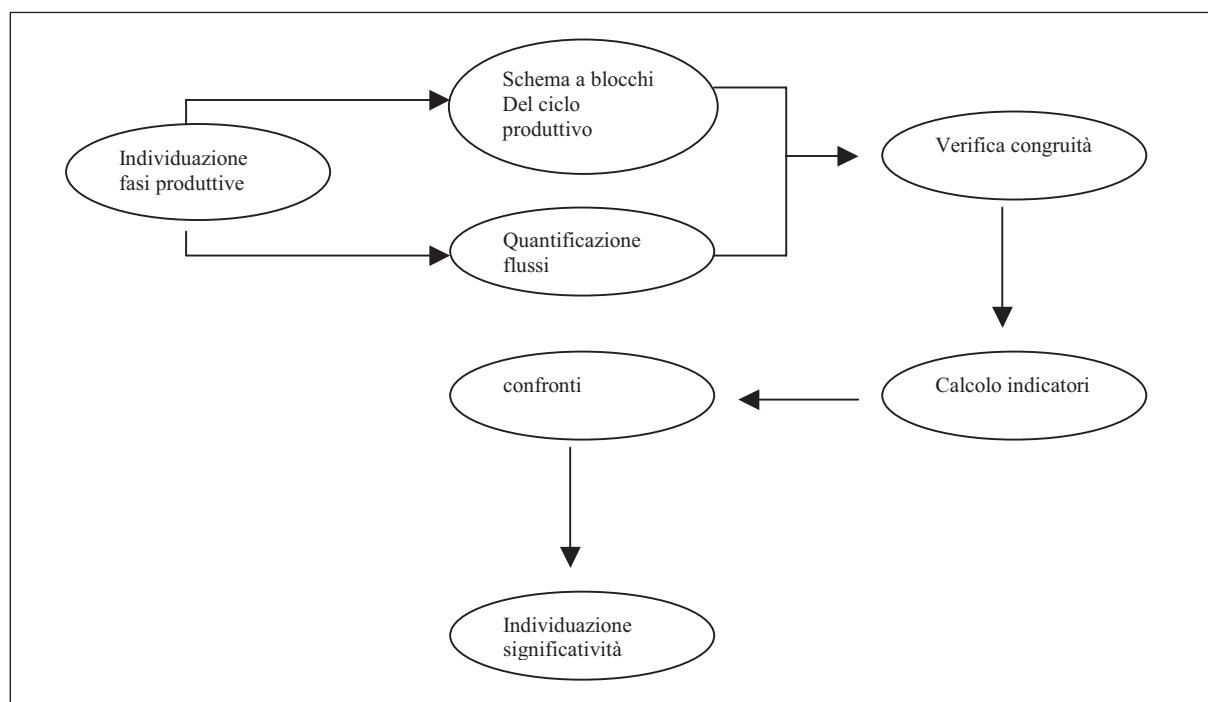 Individuazione
fasi produttive
Schema a blocchi
Del ciclo
produttivo
Quantificazione
flussi
Verifica congruità
Calcolo indicatori
confronti
Individuazione
significatività